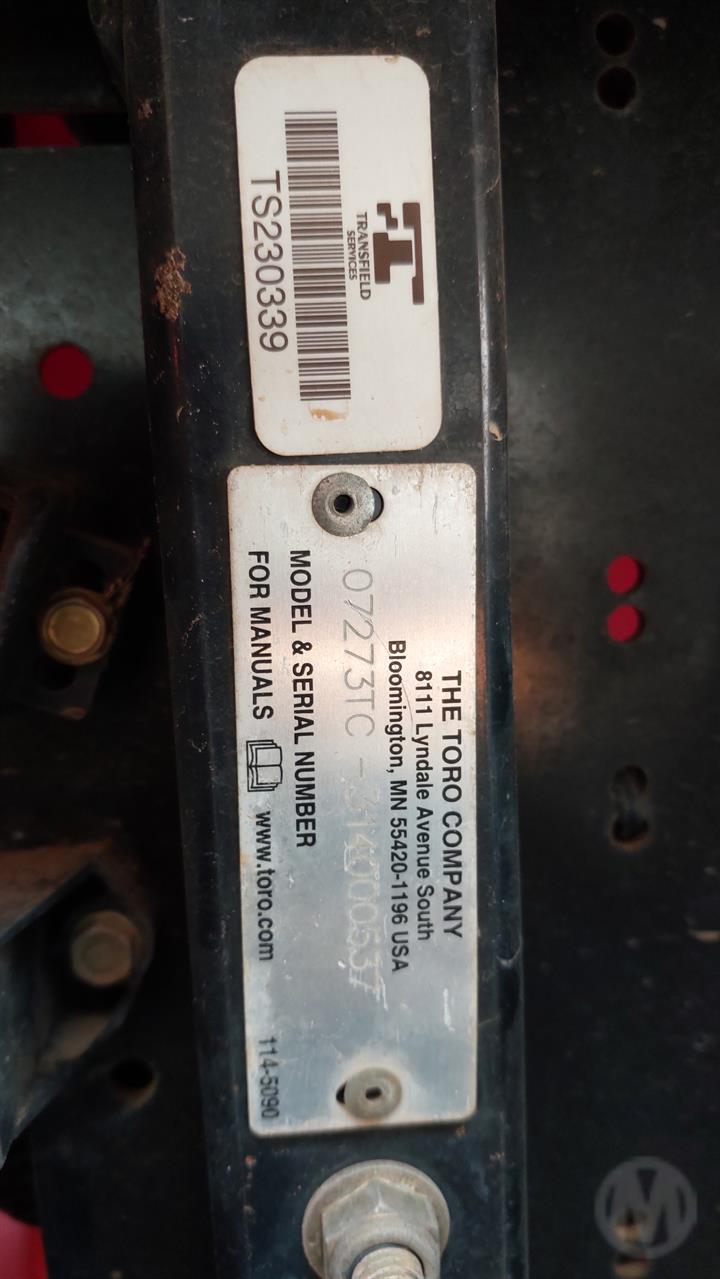 TRANSFIELD
SERVICES
TS230339
THE TORO COMPANY
8111 Lyndale Avenue South
Bloomington, MN 55420-1196 USA
07273TC - 314000537
MODEL & SERIAL NUMBER
FOR MANUALS www.toro.com
114-5090